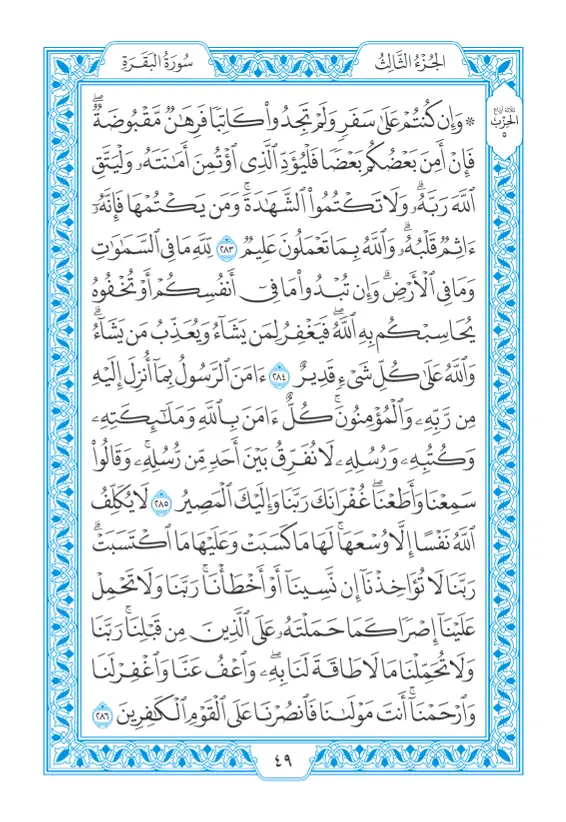 الجُزْءُ الثَّالِثُ
سُورَةُ البَقَرَةِ
ثلاثة أرباع
الحزب
٥
* وَإِن كُنتُمْ عَلَىٰ سَفَرٍ وَلَمْ تَجِدُوا۟ كَاتِبًا فَرِهَـٰنٌ مَّقْبُوضَةٌ ۖ
فَإِنْ أَمِنَ بَعْضُكُم بَعْضًا فَلْيُؤَدِّ ٱلَّذِى ٱؤْتُمِنَ أَمَـٰنَتَهُۥ وَلْيَتَّقِ
ٱللَّهَ رَبَّهُۥ ۗ وَلَا تَكْتُمُوا۟ ٱلشَّهَـٰدَةَ ۚ وَمَن يَكْتُمْهَا فَإِنَّهُۥٓ
ءَاثِمٌ قَلْبُهُۥ ۗ وَٱللَّهُ بِمَا تَعْمَلُونَ عَلِيمٌ ٢٨٣ لِّلَّهِ مَا فِى ٱلسَّمَـٰوَٰتِ
وَمَا فِى ٱلْأَرْضِ ۗ وَإِن تُبْدُوا۟ مَا فِىٓ أَنفُسِكُمْ أَوْ تُخْفُوهُ
يُحَاسِبْكُم بِهِ ٱللَّهُ ۖ فَيَغْفِرُ لِمَن يَشَآءُ وَيُعَذِّبُ مَن يَشَآءُ ۗ
وَٱللَّهُ عَلَىٰ كُلِّ شَىْءٍ قَدِيرٌ ٢٨٤ ءَامَنَ ٱلرَّسُولُ بِمَآ أُنزِلَ إِلَيْهِ
مِن رَّبِّهِۦ وَٱلْمُؤْمِنُونَ ۚ كُلٌّ ءَامَنَ بِٱللَّهِ وَمَلَـٰٓئِكَتِهِۦ
وَكُتُبِهِۦ وَرُسُلِهِۦ لَا نُفَرِّقُ بَيْنَ أَحَدٍ مِّن رُّسُلِهِۦ ۚ وَقَالُوا۟
سَمِعْنَا وَأَطَعْنَا ۖ غُفْرَانَكَ رَبَّنَا وَإِلَيْكَ ٱلْمَصِيرُ ٢٨٥ لَا يُكَلِّفُ
ٱللَّهُ نَفْسًا إِلَّا وُسْعَهَا ۚ لَهَا مَا كَسَبَتْ وَعَلَيْهَا مَا ٱكْتَسَبَتْ ۗ
رَبَّنَا لَا تُؤَاخِذْنَآ إِن نَّسِينَآ أَوْ أَخْطَأْنَا ۚ رَبَّنَا وَلَا تَحْمِلْ
عَلَيْنَآ إِصْرًا كَمَا حَمَلْتَهُۥ عَلَى ٱلَّذِينَ مِن قَبْلِنَا ۚ رَبَّنَا
وَلَا تُحَمِّلْنَا مَا لَا طَاقَةَ لَنَا بِهِۦ ۖ وَٱعْفُ عَنَّا وَٱغْفِرْ لَنَا
وَٱرْحَمْنَآ ۚ أَنتَ مَوْلَىٰنَا فَٱنصُرْنَا عَلَى ٱلْقَوْمِ ٱلْكَـٰفِرِينَ ٢٨٦
٤٩